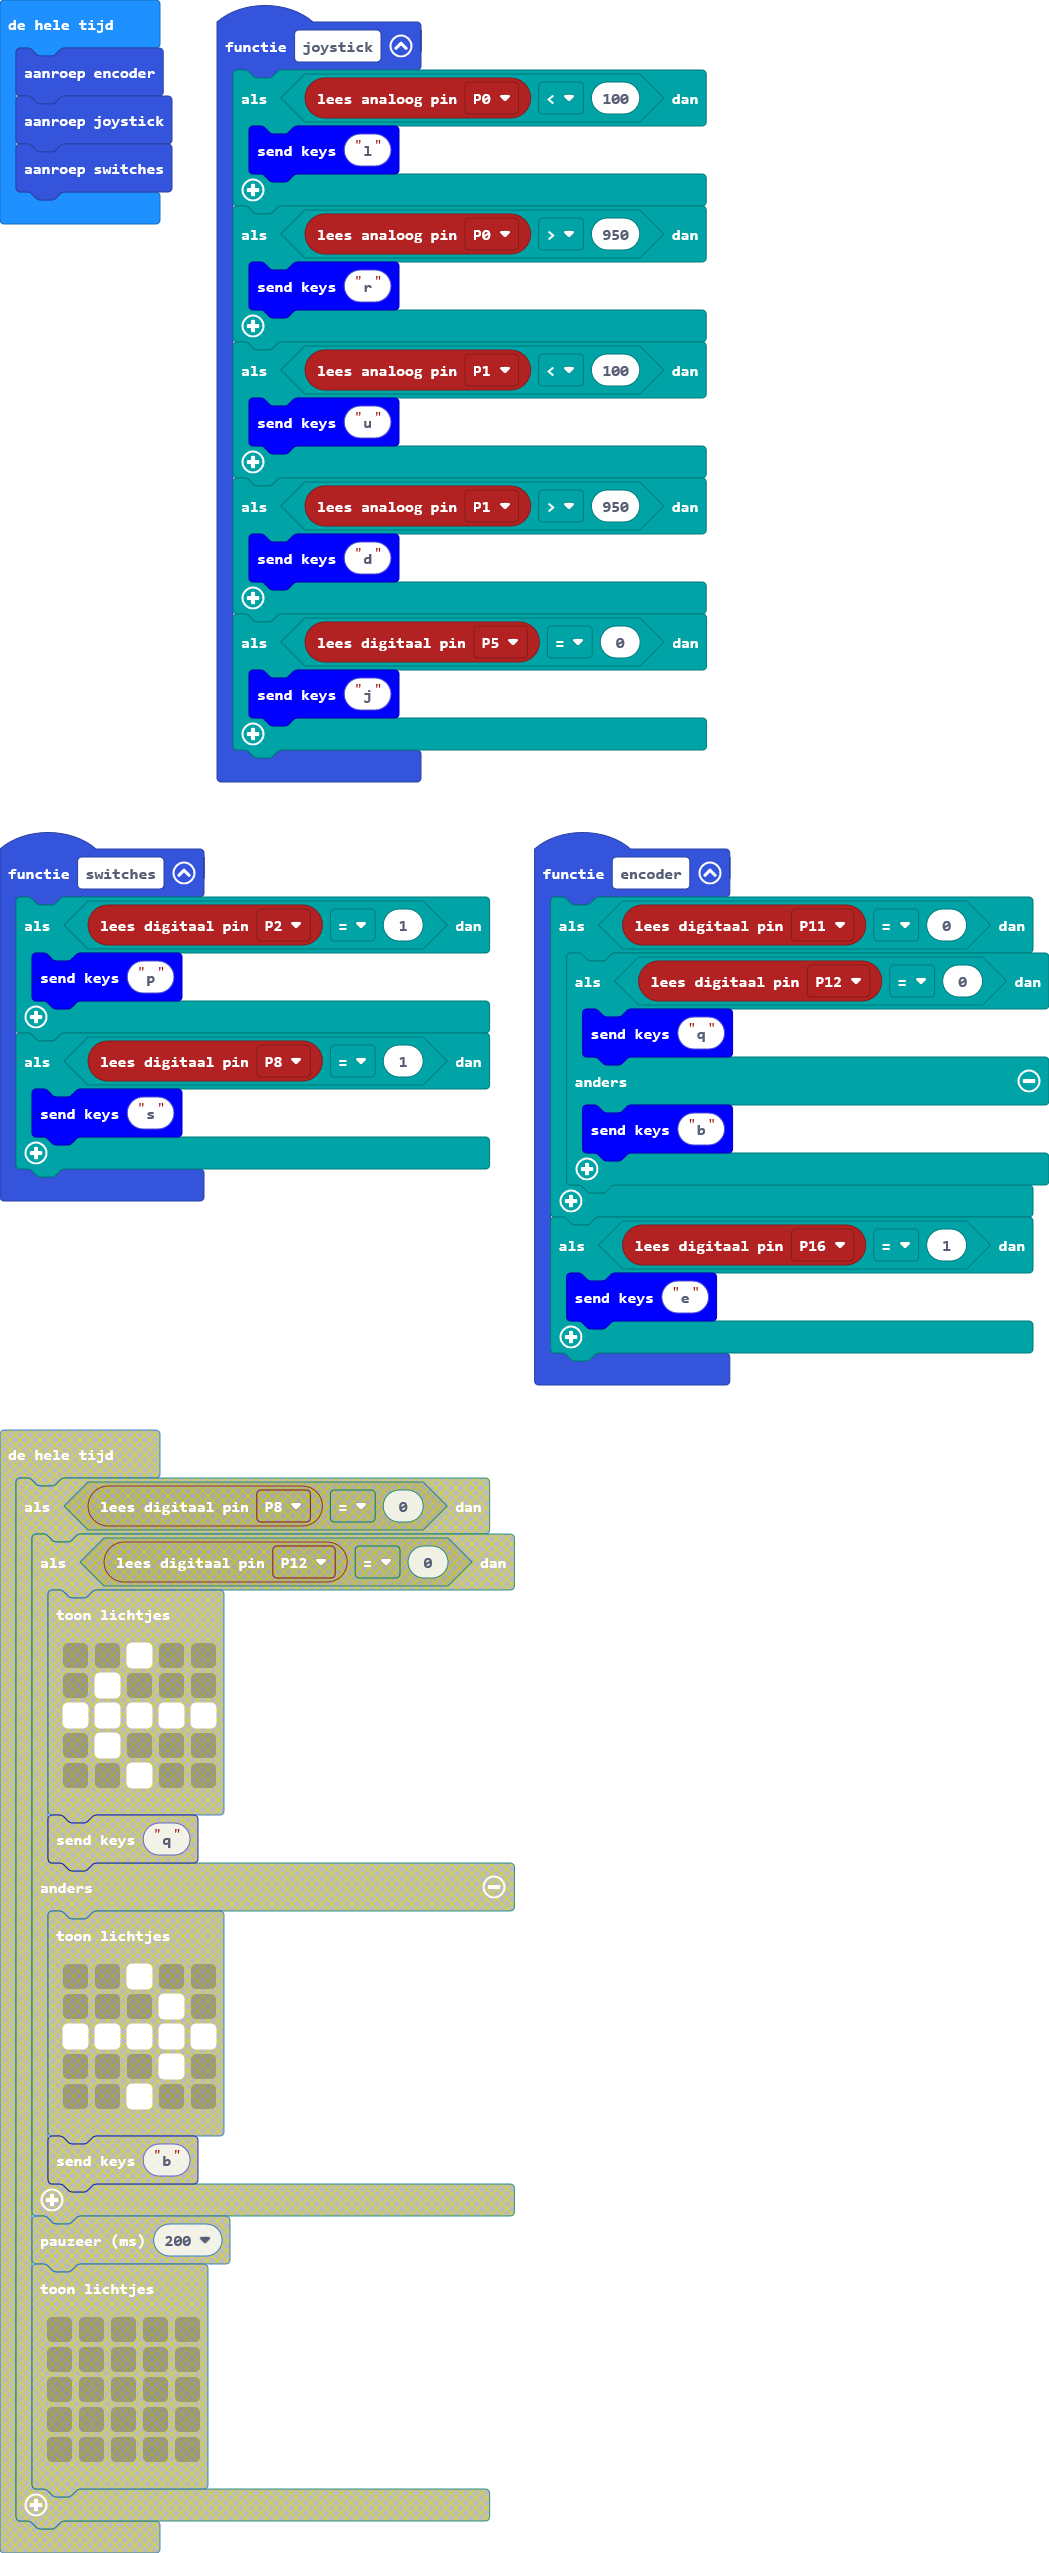 de hele tijd
aanroep encoder
aanroep joystick
aanroep switches
functie joystick
als lees analoog pin P0 < 100 dan
send keys "l"
als lees analoog pin P0 > 950 dan
send keys "r"
als lees analoog pin P1 < 100 dan
send keys "u"
als lees analoog pin P1 > 950 dan
send keys "d"
als lees digitaal pin P5 = 0 dan
send keys "j"
functie switches
als lees digitaal pin P2 = 1 dan
send keys "p"
als lees digitaal pin P8 = 1 dan
send keys "s"
functie encoder
als lees digitaal pin P11 = 0 dan
als lees digitaal pin P12 = 0 dan
send keys "q"
anders
send keys "b"
als lees digitaal pin P16 = 1 dan
send keys "e"
de hele tijd
als lees digitaal pin P8 = 0 dan
als lees digitaal pin P12 = 0 dan
toon lichtjes
send keys "q"
anders
toon lichtjes
send keys "b"
pauzeer (ms) 200
toon lichtjes